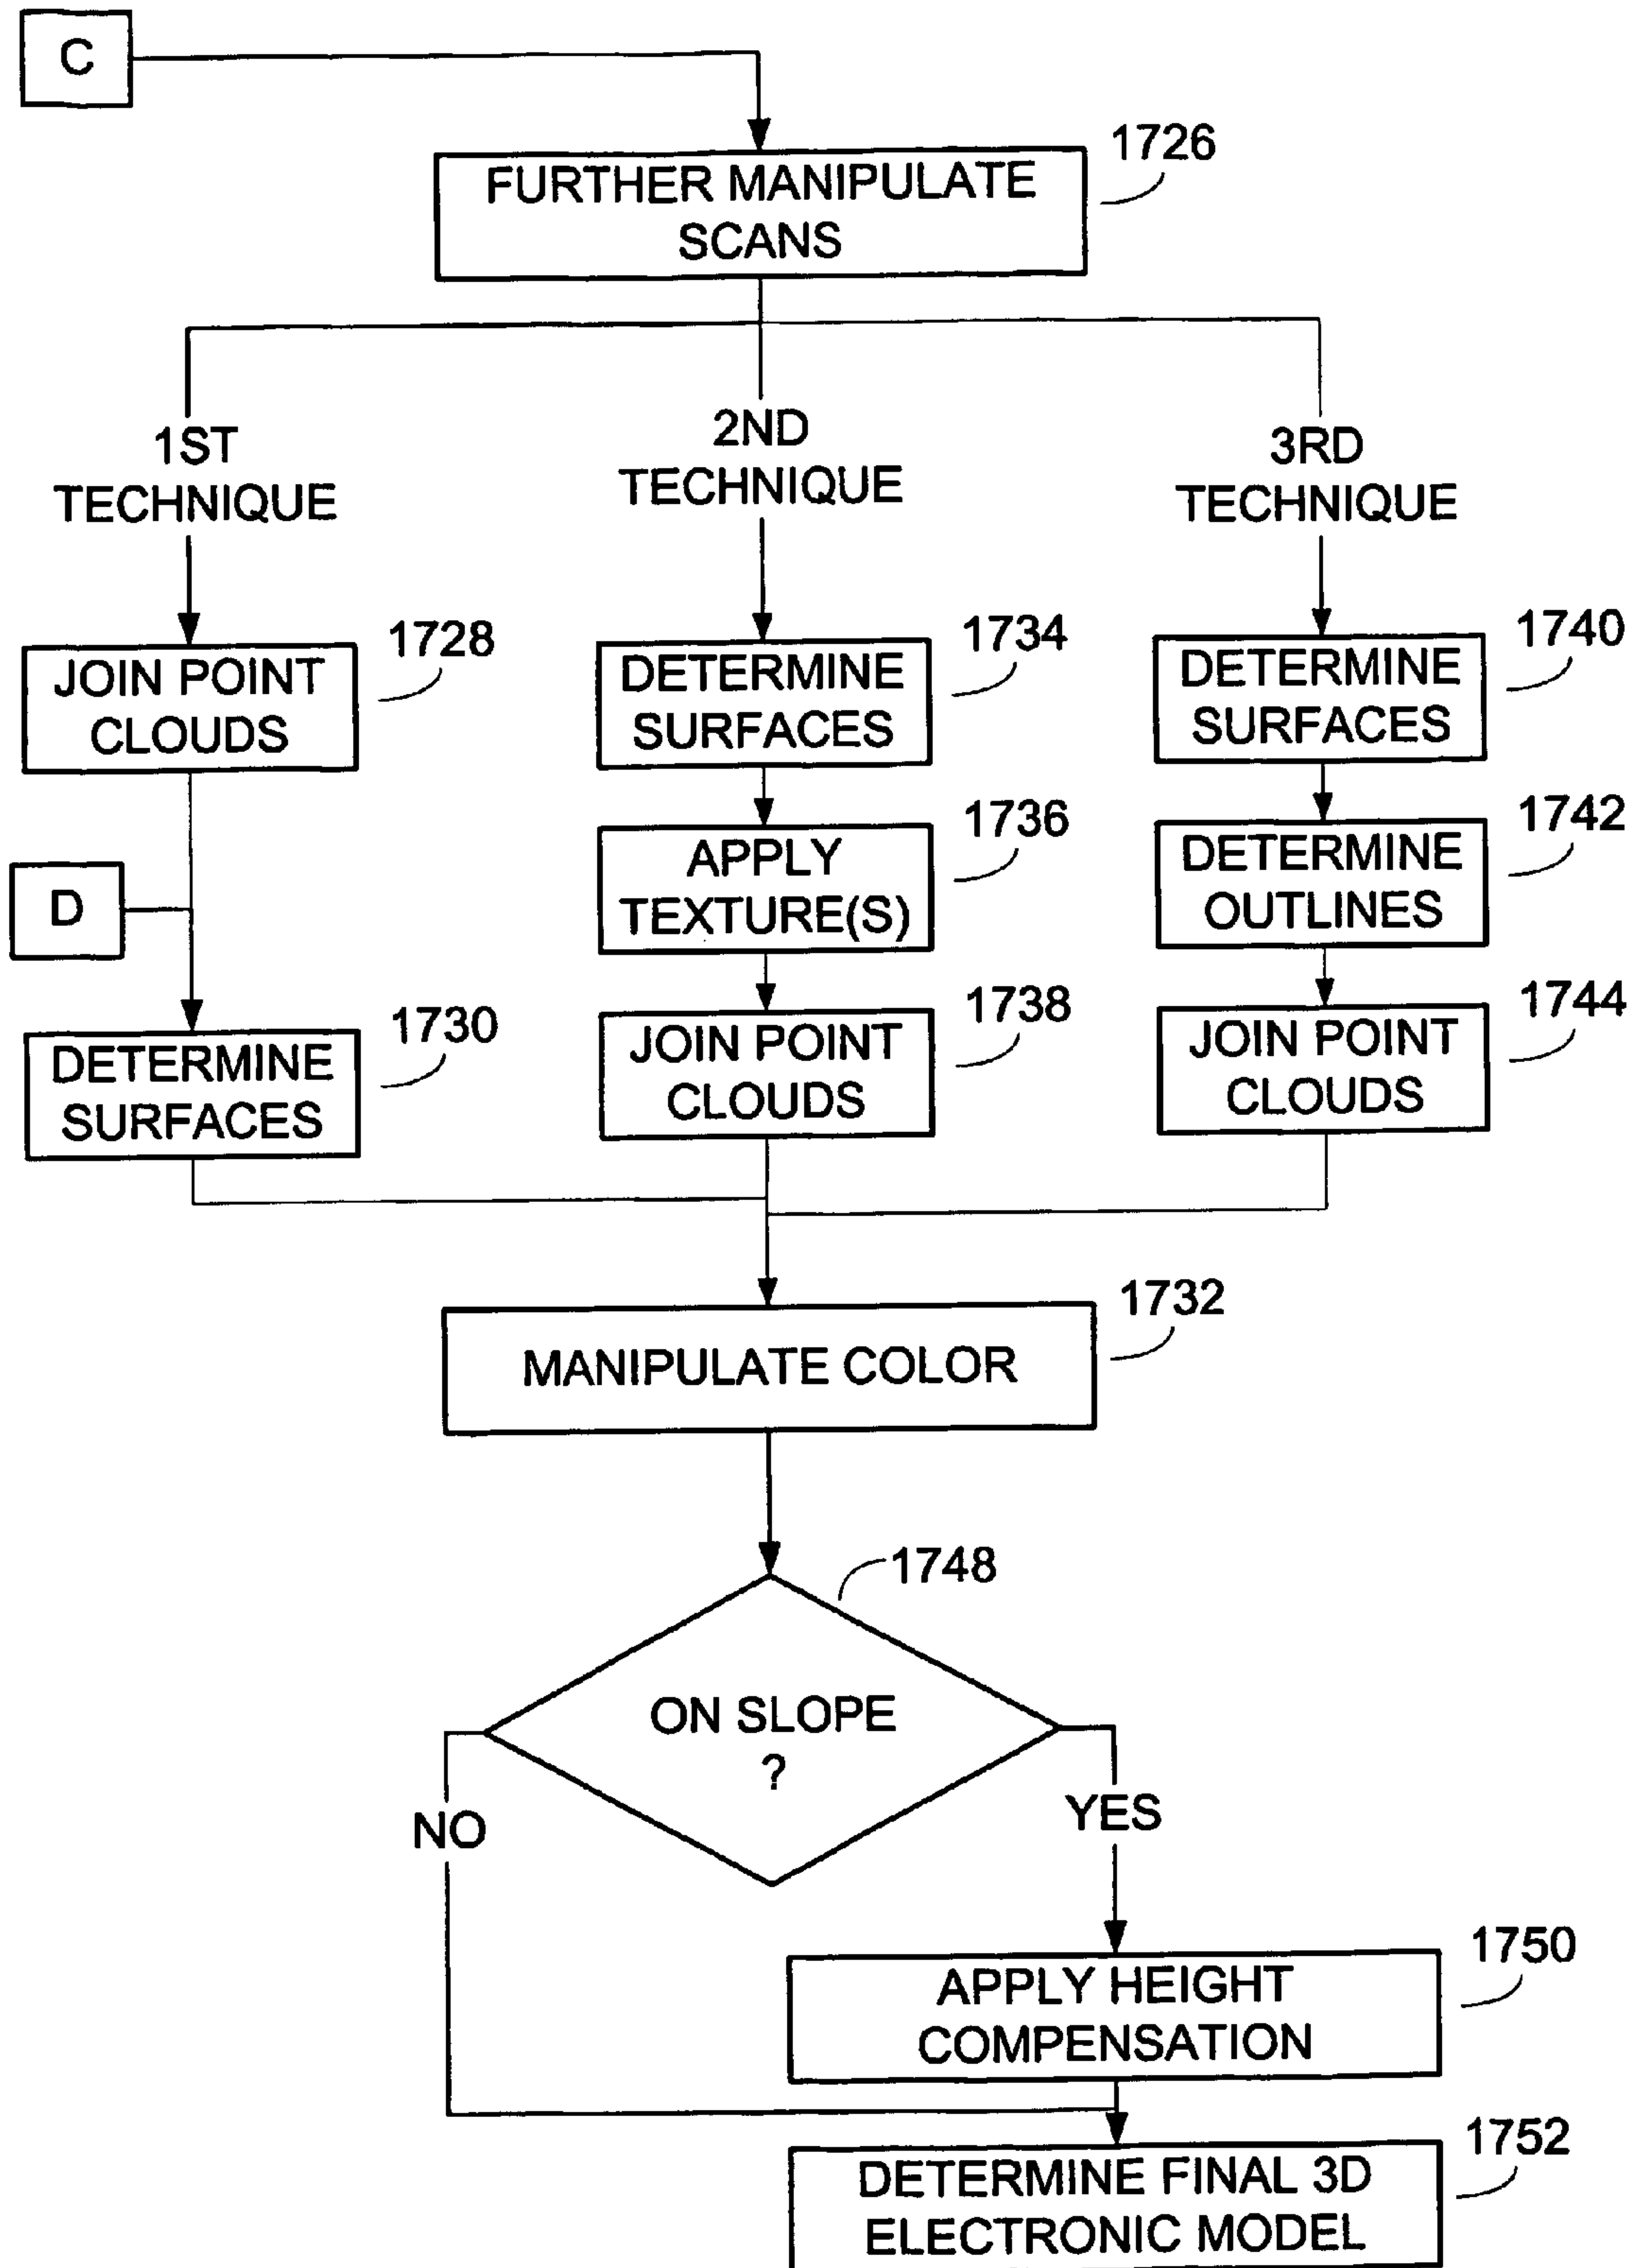 C
1726
FURTHER MANIPULATE
SCANS
1ST
TECHNIQUE
2ND
TECHNIQUE
3RD
TECHNIQUE
1728
JOIN POINT
CLOUDS
1734
DETERMINE
SURFACES
1740
DETERMINE
SURFACES
1736
APPLY
TEXTURE(S)
1742
DETERMINE
OUTLINES
D
1730
DETERMINE
SURFACES
1738
JOIN POINT
CLOUDS
1744
JOIN POINT
CLOUDS
1732
MANIPULATE COLOR
1748
ON SLOPE
?
NO
YES
1750
APPLY HEIGHT
COMPENSATION
1752
DETERMINE FINAL 3D
ELECTRONIC MODEL